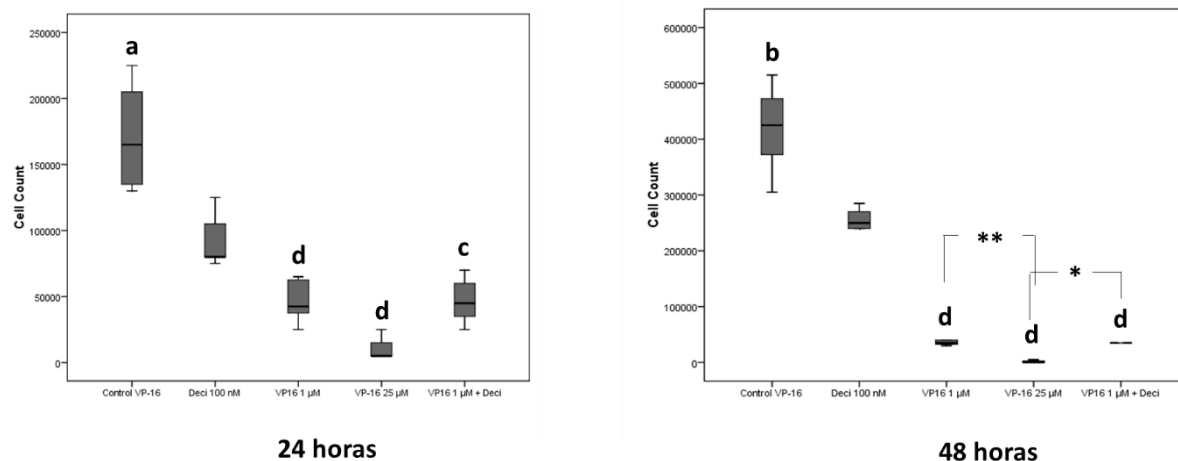 250000
200000
150000
100000
50000
0
Cell Count
a
d
d
c
Control VP-16 Deci 100 nM VP16 1 µM VP-16 25 µM VP16 1 µM + Deci
24 horas
600000
500000
400000
300000
200000
100000
0
Cell Count
b
**
*
d
d
d
Control VP-16 Deci 100 nM VP16 1 µM VP-16 25 µM VP16 1 µM + Deci
48 horas